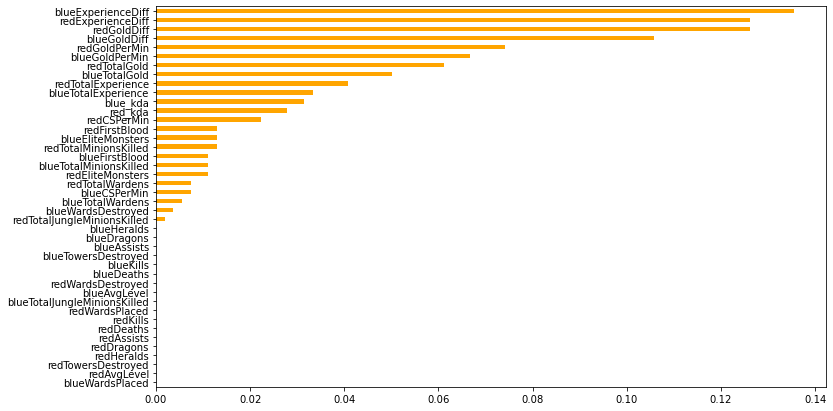 blueExperienceDiff
redExperienceDiff
redGoldDiff
blueGoldDiff
redGoldPerMin
blueGoldPerMin
redTotalGold
blueTotalGold
redTotalExperience
blueTotalExperience
blue_kda
red_kda
redCSPerMin
redFirstBlood
blueEliteMonsters
redTotalMinionsKilled
blueFirstBlood
blueTotalMinionsKilled
redEliteMonsters
redTotalWardens
blueCSPerMin
blueTotalWardens
blueWardsDestroyed
redTotalJungleMinionsKilled
blueHeralds
blueDragons
blueAssists
blueTowersDestroyed
blueKills
blueDeaths
redWardsDestroyed
blueAvgLevel
blueTotalJungleMinionsKilled
redWardsPlaced
redKills
redDeaths
redAssists
redDragons
redHeralds
redTowersDestroyed
redAvgLevel
blueWardsPlaced
0.00 0.02 0.04 0.06 0.08 0.10 0.12 0.14